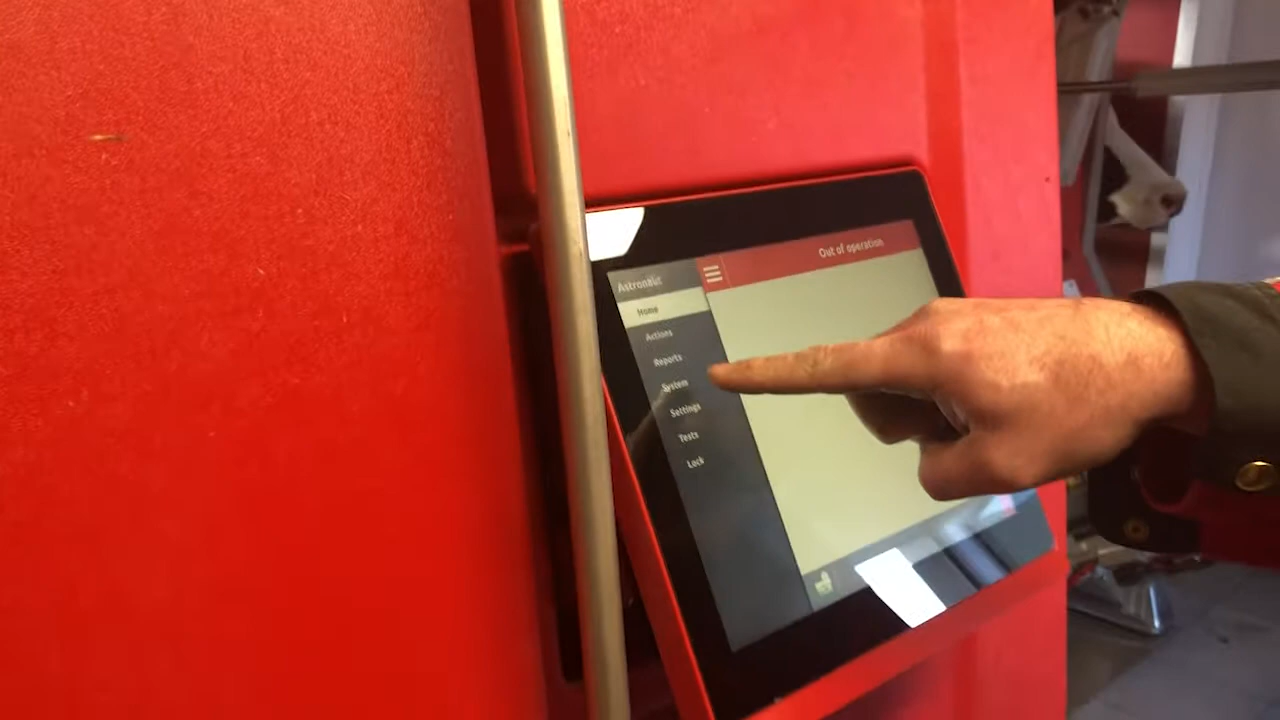 Out of operation
Astronaut
Home
Actions
Reports
System
Settings
Tests
Lock